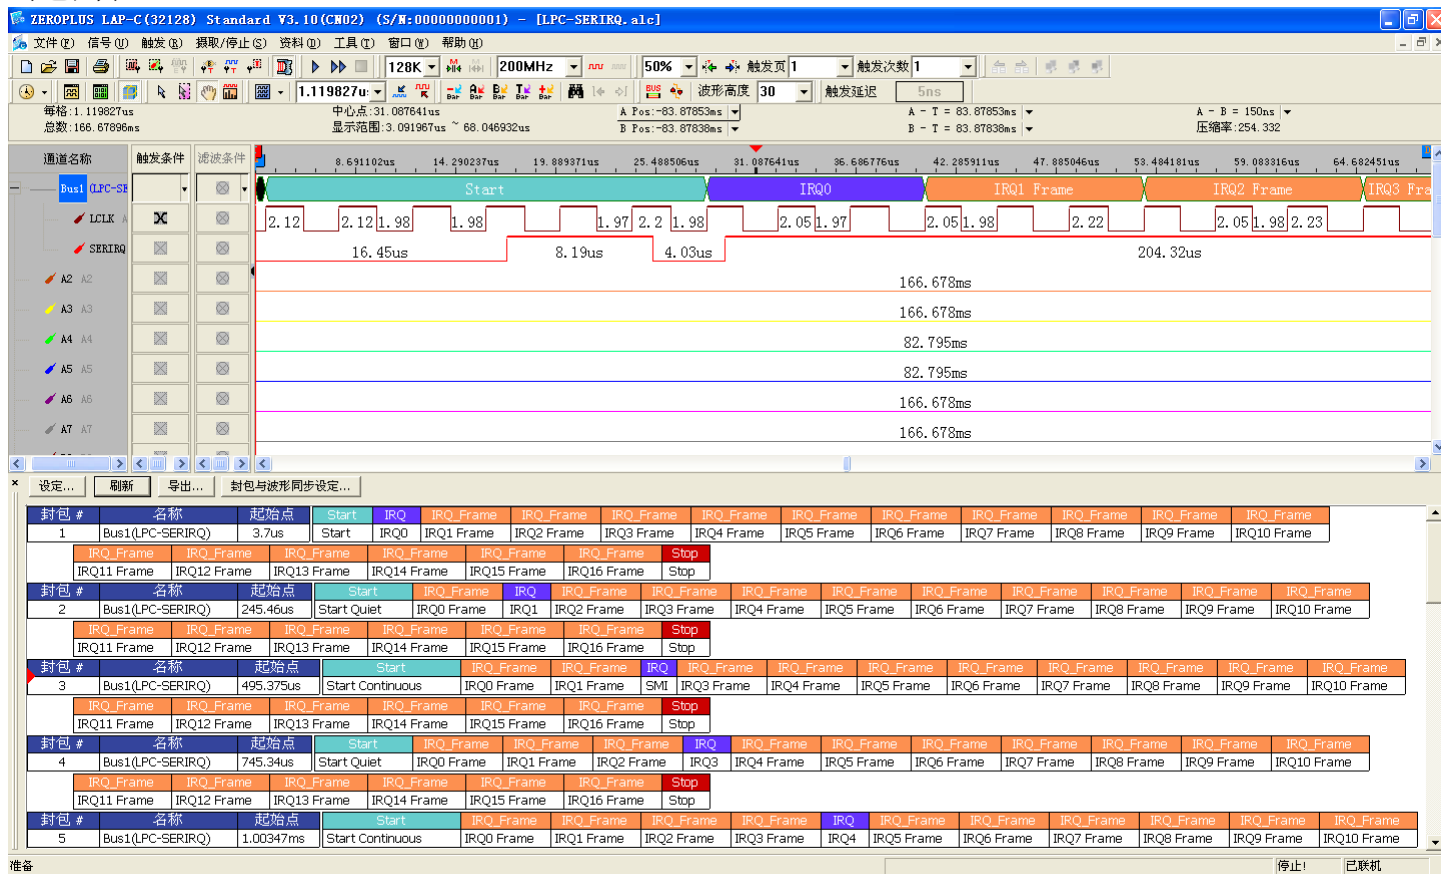 ZEROPLUS LAP-C(32128) Standard V3.10(CN02) (S/N:00000000001) - [LPC-SERIRQ.alc]
文件(F) 信号(U) 触发(R) 摄取/停止(S) 资料(D) 工具(T) 窗口(W) 帮助(H)
128K 200MHz 50% 触发页 1 触发次数 1
1.119827u: Bar Bar Bar Bar Bar BUS 波形高度 30 触发延迟 5ns
每格:1.119827us 中心点:31.087641us A Pos:-83.87853ms A - T = 83.87853ms A - B = 150ns
总数:166.67896ms 显示范围:3.091967us ~ 68.046932us B Pos:-83.87838ms B - T = 83.87838ms 压缩率:254.332
通道名称 触发条件 滤波条件 8.691102us 14.290237us 19.889371us 25.488506us 31.087641us 36.686776us 42.285911us 47.885046us 53.484181us 59.083316us 64.682451us
Bus1 (LPC-SE Start IRQ0 IRQ1 Frame IRQ2 Frame IRQ3 Fra
LCLK A 2.12 2.12 1.98 1.98 1.97 2.2 1.98 2.05 1.97 2.05 1.98 2.22 2.05 1.98 2.23
SERIRQ 16.45us 8.19us 4.03us 204.32us
A2 A2 166.678ms
A3 A3 166.678ms
A4 A4 82.795ms
A5 A5 82.795ms
A6 A6 166.678ms
A7 A7 166.678ms
设定... 刷新 导出... 封包与波形同步设定...
封包 # 名称 起始点 Start IRQ IRQ_Frame IRQ_Frame IRQ_Frame IRQ_Frame IRQ_Frame IRQ_Frame IRQ_Frame IRQ_Frame IRQ_Frame IRQ_Frame
1 Bus1(LPC-SERIRQ) 3.7us Start IRQ0 IRQ1 Frame IRQ2 Frame IRQ3 Frame IRQ4 Frame IRQ5 Frame IRQ6 Frame IRQ7 Frame IRQ8 Frame IRQ9 Frame IRQ10 Frame
IRQ_Frame IRQ_Frame IRQ_Frame IRQ_Frame IRQ_Frame IRQ_Frame Stop
IRQ11 Frame IRQ12 Frame IRQ13 Frame IRQ14 Frame IRQ15 Frame IRQ16 Frame Stop
封包 # 名称 起始点 Start IRQ_Frame IRQ IRQ_Frame IRQ_Frame IRQ_Frame IRQ_Frame IRQ_Frame IRQ_Frame IRQ_Frame IRQ_Frame IRQ_Frame
2 Bus1(LPC-SERIRQ) 245.46us Start Quiet IRQ0 Frame IRQ1 IRQ2 Frame IRQ3 Frame IRQ4 Frame IRQ5 Frame IRQ6 Frame IRQ7 Frame IRQ8 Frame IRQ9 Frame IRQ10 Frame
IRQ_Frame IRQ_Frame IRQ_Frame IRQ_Frame IRQ_Frame IRQ_Frame Stop
IRQ11 Frame IRQ12 Frame IRQ13 Frame IRQ14 Frame IRQ15 Frame IRQ16 Frame Stop
封包 # 名称 起始点 Start IRQ_Frame IRQ_Frame IRQ IRQ_Frame IRQ_Frame IRQ_Frame IRQ_Frame IRQ_Frame IRQ_Frame IRQ_Frame IRQ_Frame
3 Bus1(LPC-SERIRQ) 495.375us Start Continuous IRQ0 Frame IRQ1 Frame SMI IRQ3 Frame IRQ4 Frame IRQ5 Frame IRQ6 Frame IRQ7 Frame IRQ8 Frame IRQ9 Frame IRQ10 Frame
IRQ_Frame IRQ_Frame IRQ_Frame IRQ_Frame IRQ_Frame IRQ_Frame Stop
IRQ11 Frame IRQ12 Frame IRQ13 Frame IRQ14 Frame IRQ15 Frame IRQ16 Frame Stop
封包 # 名称 起始点 Start IRQ_Frame IRQ_Frame IRQ_Frame IRQ IRQ_Frame IRQ_Frame IRQ_Frame IRQ_Frame IRQ_Frame IRQ_Frame IRQ_Frame
4 Bus1(LPC-SERIRQ) 745.34us Start Quiet IRQ0 Frame IRQ1 Frame IRQ2 Frame IRQ3 IRQ4 Frame IRQ5 Frame IRQ6 Frame IRQ7 Frame IRQ8 Frame IRQ9 Frame IRQ10 Frame
IRQ_Frame IRQ_Frame IRQ_Frame IRQ_Frame IRQ_Frame IRQ_Frame Stop
IRQ11 Frame IRQ12 Frame IRQ13 Frame IRQ14 Frame IRQ15 Frame IRQ16 Frame Stop
封包 # 名称 起始点 Start IRQ_Frame IRQ_Frame IRQ_Frame IRQ_Frame IRQ IRQ_Frame IRQ_Frame IRQ_Frame IRQ_Frame IRQ_Frame IRQ_Frame
5 Bus1(LPC-SERIRQ) 1.00347ms Start Continuous IRQ0 Frame IRQ1 Frame IRQ2 Frame IRQ3 Frame IRQ4 IRQ5 Frame IRQ6 Frame IRQ7 Frame IRQ8 Frame IRQ9 Frame IRQ10 Frame
准备 停止! 已联机